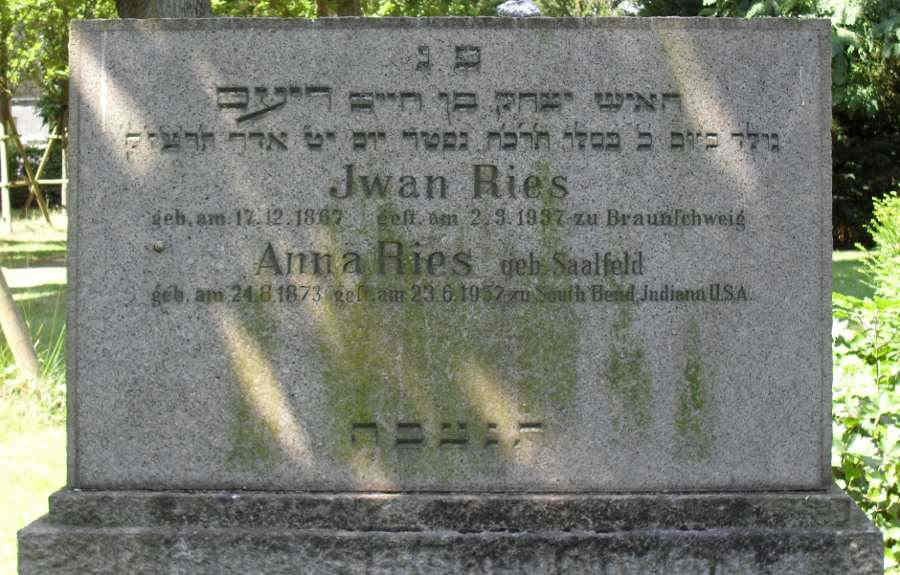 פ נ
האיש יצחק בן חיים ריעס
נולד ביום כ כסלו תרכח נפטר יום יט אדר תרצז
Jwan Ries
geb. am 17.12.1867 gest. am 2.3.1937 zu Braunschweig
Anna Ries geb. Saalfeld
geb. am 24.8.1873 gest. am 23.6.1957 zu South Bend, Indiana U.S.A.
ת.נ.צ.ב.ה